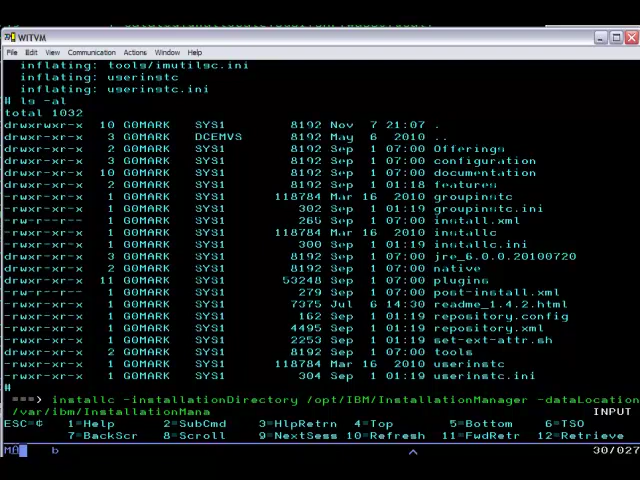 WITVM
File Edit View Communication Actions Window Help
inflating: tools/imutilsc.ini
inflating: userinstc
inflating: userinstc.ini
# ls -al
total 1032
drwxrwxr-x 10 GOMARK SYS1 8192 Nov 7 21:07 .
drwxrwxr-x 3 GOMARK DCEMVS 8192 May 6 2010 ..
drwxr-xr-x 2 GOMARK SYS1 8192 Sep 1 07:00 Offerings
drwxr-xr-x 3 GOMARK SYS1 8192 Sep 1 07:00 configuration
drwxr-xr-x 10 GOMARK SYS1 8192 Sep 1 07:00 documentation
drwxr-xr-x 2 GOMARK SYS1 8192 Sep 1 01:18 features
-rwxr-xr-x 1 GOMARK SYS1 118784 Mar 16 2010 groupinstc
-rwxr-xr-x 1 GOMARK SYS1 302 Sep 1 01:19 groupinstc.ini
-rw-r--r-- 1 GOMARK SYS1 265 Sep 1 07:00 install.xml
-rwxr-xr-x 1 GOMARK SYS1 118784 Mar 16 2010 installc
-rwxr-xr-x 1 GOMARK SYS1 300 Sep 1 01:19 installc.ini
drwxr-xr-x 3 GOMARK SYS1 8192 Sep 1 01:19 jre_6.0.0.20100720
drwxr-xr-x 2 GOMARK SYS1 8192 Sep 1 07:00 native
drwxr-xr-x 11 GOMARK SYS1 53248 Sep 1 01:18 plugins
-rw-r--r-- 1 GOMARK SYS1 279 Sep 1 07:00 post-install.xml
-rw-rw-r-x 1 GOMARK SYS1 7375 Jul 6 14:30 readme_1.4.2.html
-rwxr-xr-x 1 GOMARK SYS1 162 Sep 1 01:19 repository.config
-rwxr-xr-x 1 GOMARK SYS1 4495 Sep 1 01:19 repository.xml
-rwxr-xr-x 1 GOMARK SYS1 2253 Sep 1 01:19 set-ext-attr.sh
drwxr-xr-x 2 GOMARK SYS1 8192 Sep 1 07:00 tools
-rwxr-xr-x 1 GOMARK SYS1 118784 Mar 16 2010 userinstc
-rwxr-xr-x 1 GOMARK SYS1 304 Sep 1 01:19 userinstc.ini
#
===> installc -installationDirectory /opt/IBM/InstallationManager -dataLocation
/var/ibm/InstallationMana INPUT
ESC=¢ 1=Help 2=SubCmd 3=HlpRetrn 4=Top 5=Bottom 6=TSO
7=BackScr 8=Scroll 9=NextSess 10=Refresh 11=FwdRetr 12=Retrieve
MA b 30/027